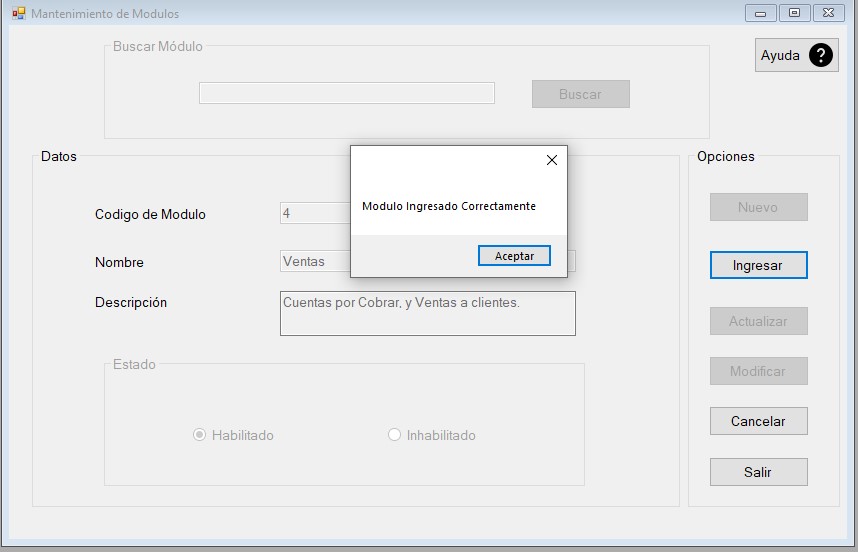 Mantenimiento de Modulos
Buscar Módulo
Ayuda ?
Buscar
Datos
Opciones
Modulo Ingresado Correctamente
Aceptar
Codigo de Modulo 4
Nuevo
Nombre Ventas
Ingresar
Descripción Cuentas por Cobrar, y Ventas a clientes.
Actualizar
Estado
Modificar
Habilitado Inhabilitado
Cancelar
Salir